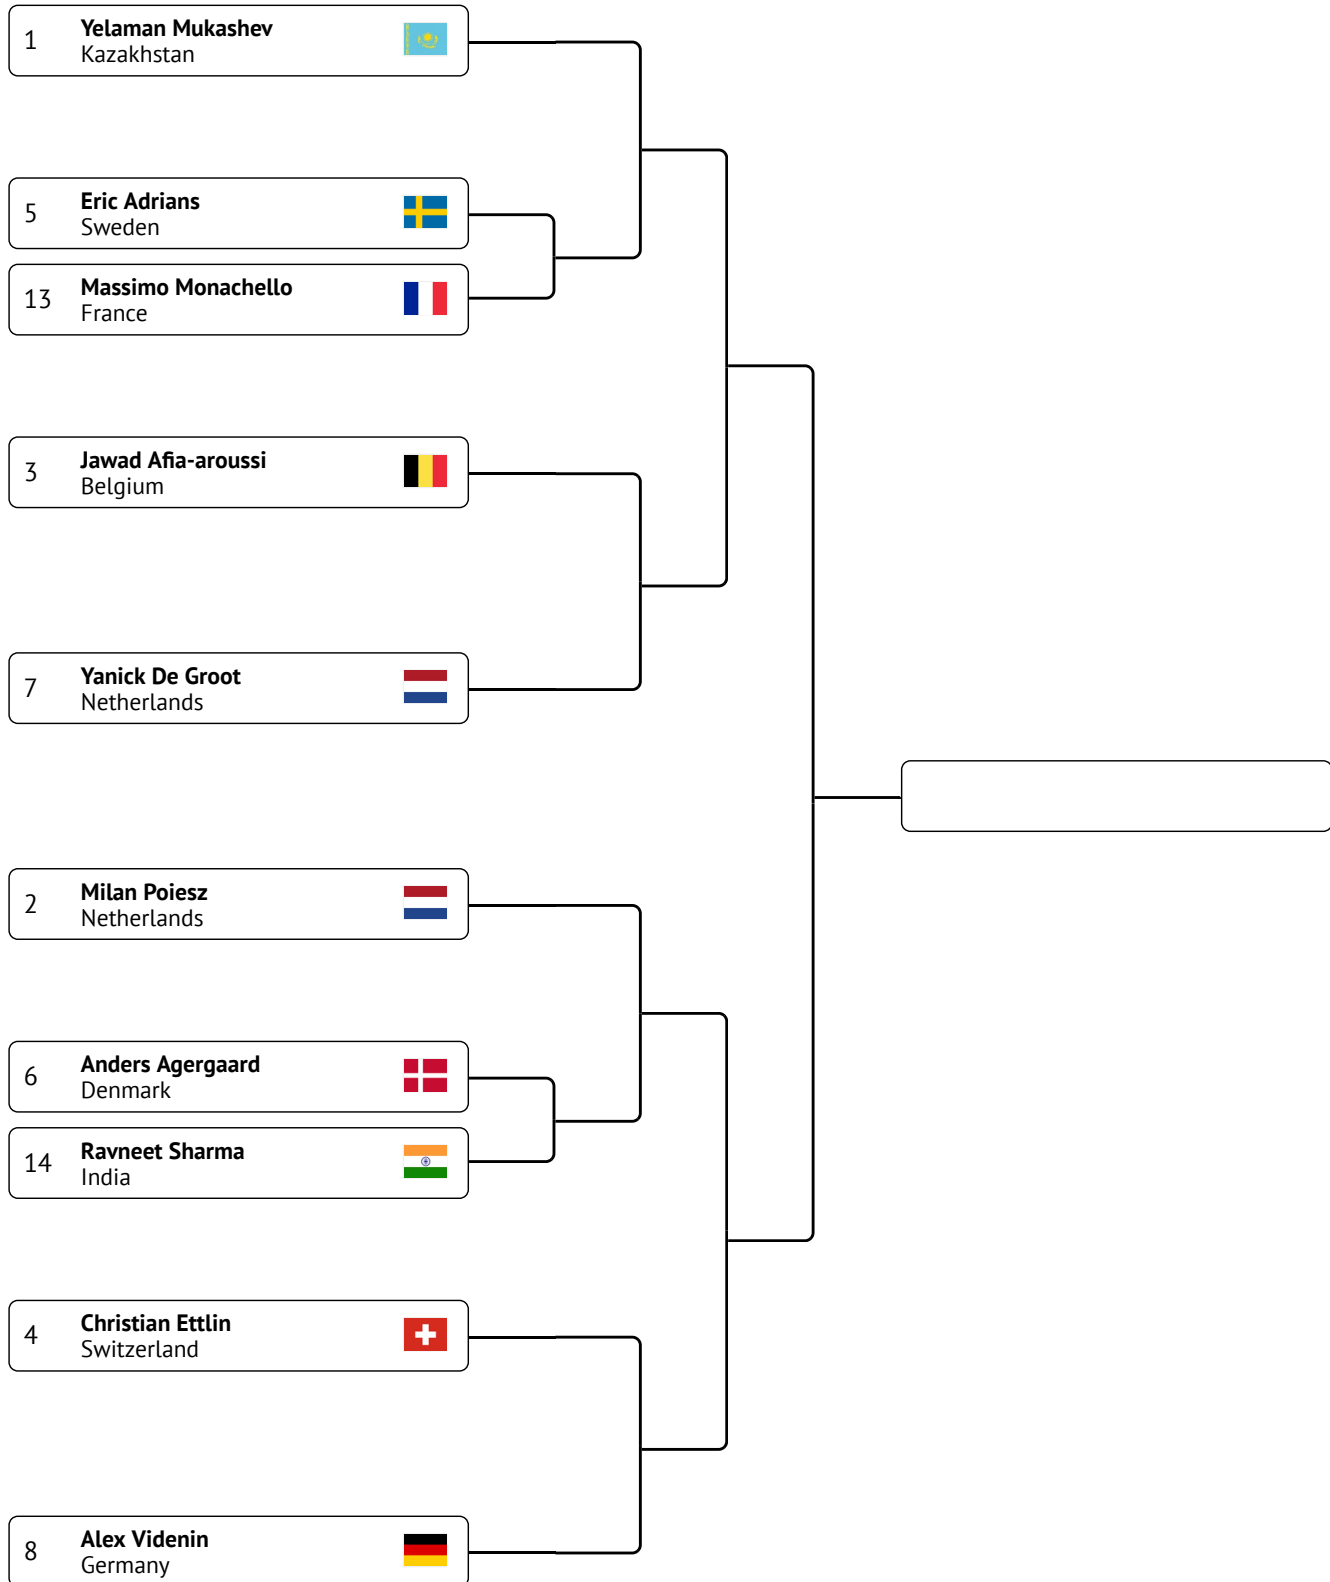 1
Yelaman Mukashev
Kazakhstan
5
Eric Adrians
Sweden
13
Massimo Monachello
France
3
Jawad Afia-aroussi
Belgium
7
Yanick De Groot
Netherlands
2
Milan Poiesz
Netherlands
6
Anders Agergaard
Denmark
14
Ravneet Sharma
India
4
Christian Ettlin
Switzerland
8
Alex Videnin
Germany